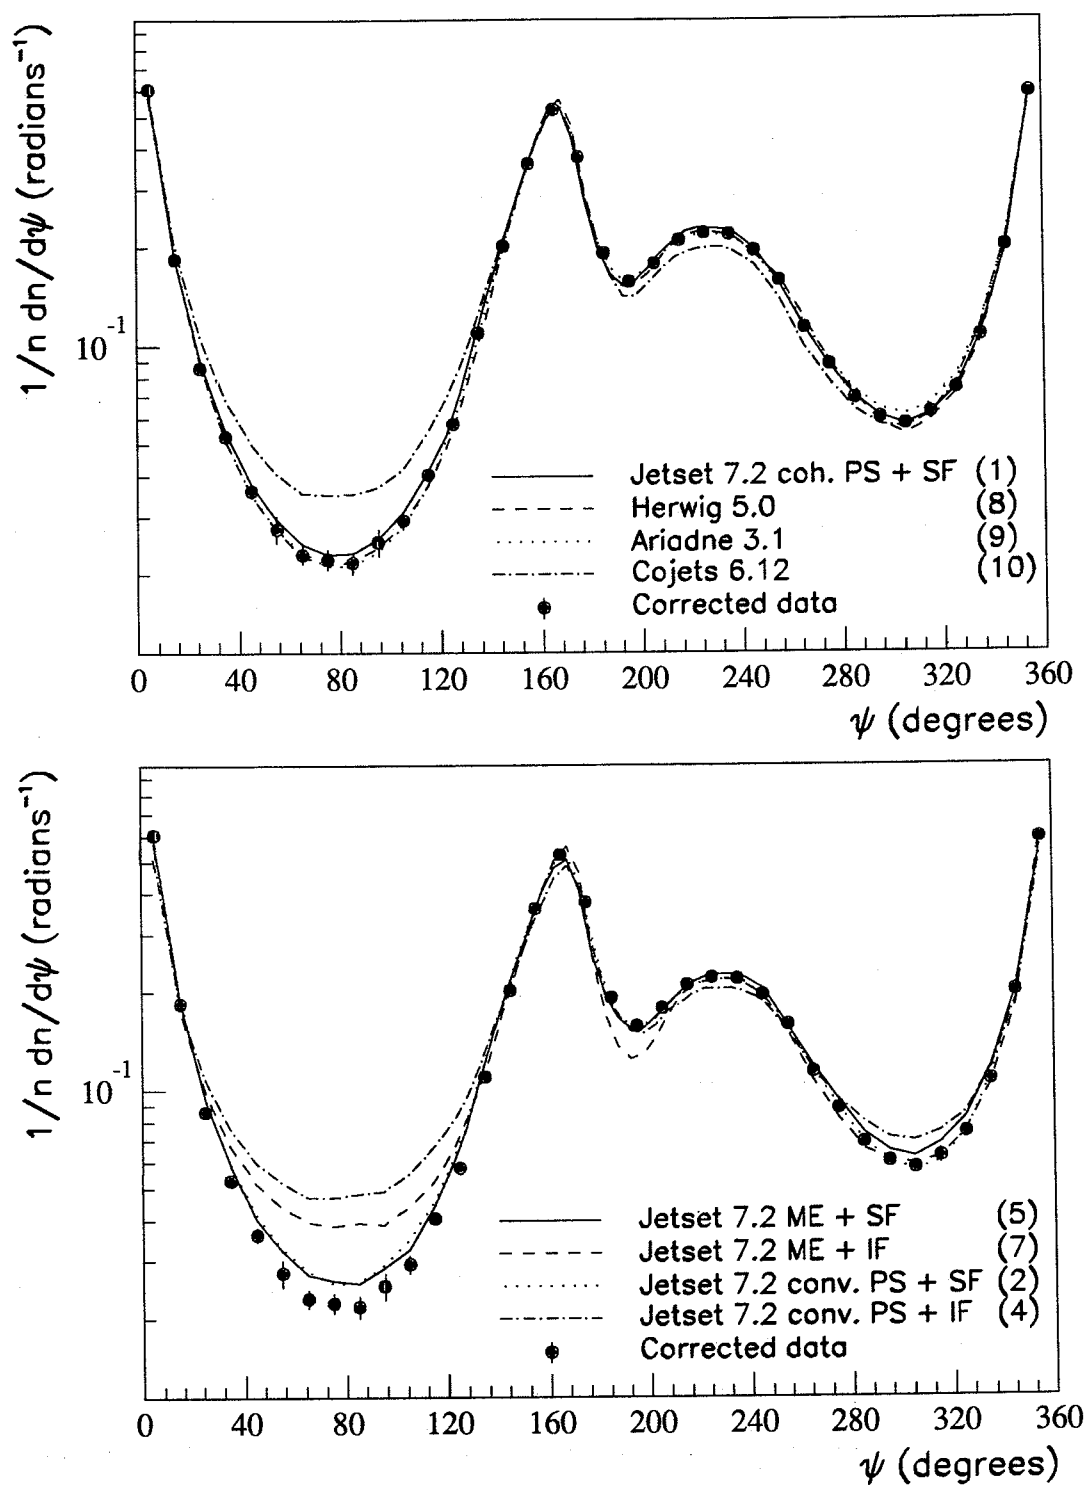 1/n dn/dψ (radians⁻¹)
10⁻¹
Jetset 7.2 coh. PS + SF (1)
Herwig 5.0 (8)
Ariadne 3.1 (9)
Cojets 6.12 (10)
Corrected data
0 40 80 120 160 200 240 280 320 360
ψ (degrees)
1/n dn/dψ (radians⁻¹)
10⁻¹
Jetset 7.2 ME + SF (5)
Jetset 7.2 ME + IF (7)
Jetset 7.2 conv. PS + SF (2)
Jetset 7.2 conv. PS + IF (4)
Corrected data
0 40 80 120 160 200 240 280 320 360
ψ (degrees)